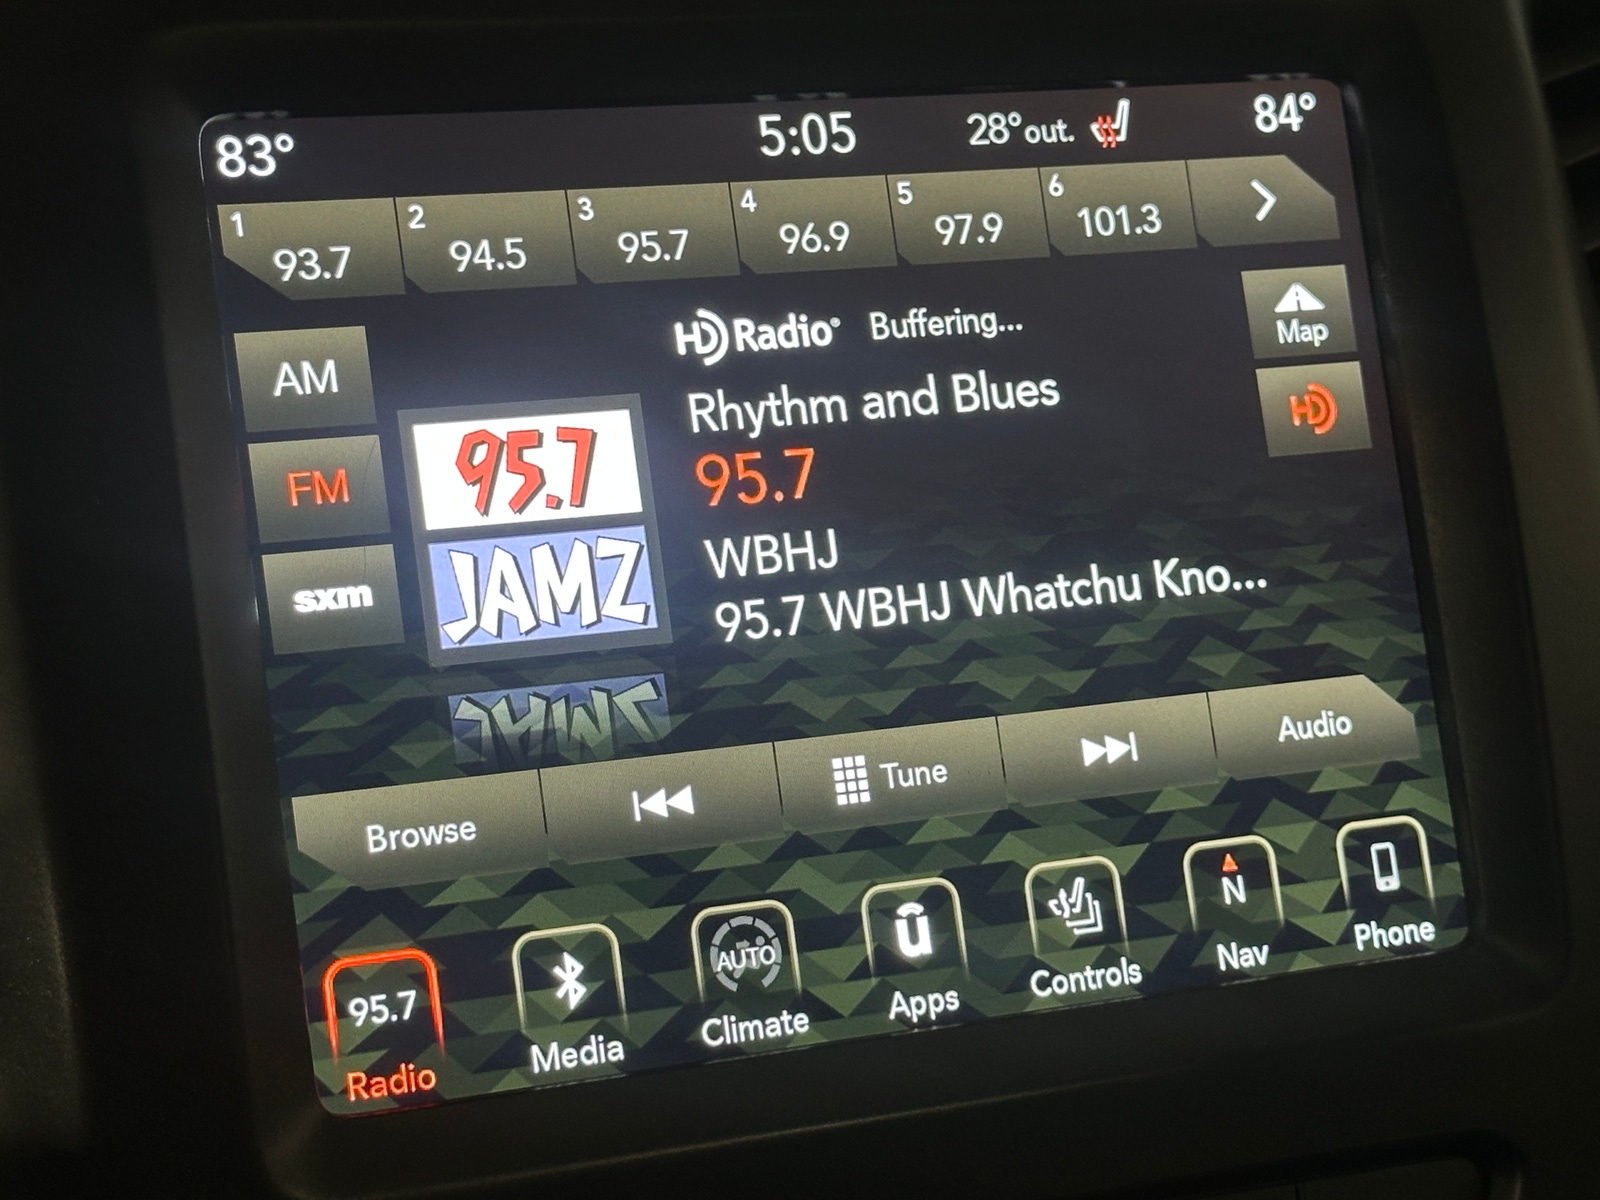 83° 5:05 28° out. 84°
1 93.7 2 94.5 3 95.7 4 96.9 5 97.9 6 101.3
HD Radio® Buffering...
Map
AM
Rhythm and Blues
HD
FM
95.7
95.7
sxm
JAMZ
WBHJ
95.7 WBHJ Whatchu Kno...
Browse Tune Audio
95.7 AUTO ū N
Radio Media Climate Apps Controls Nav Phone